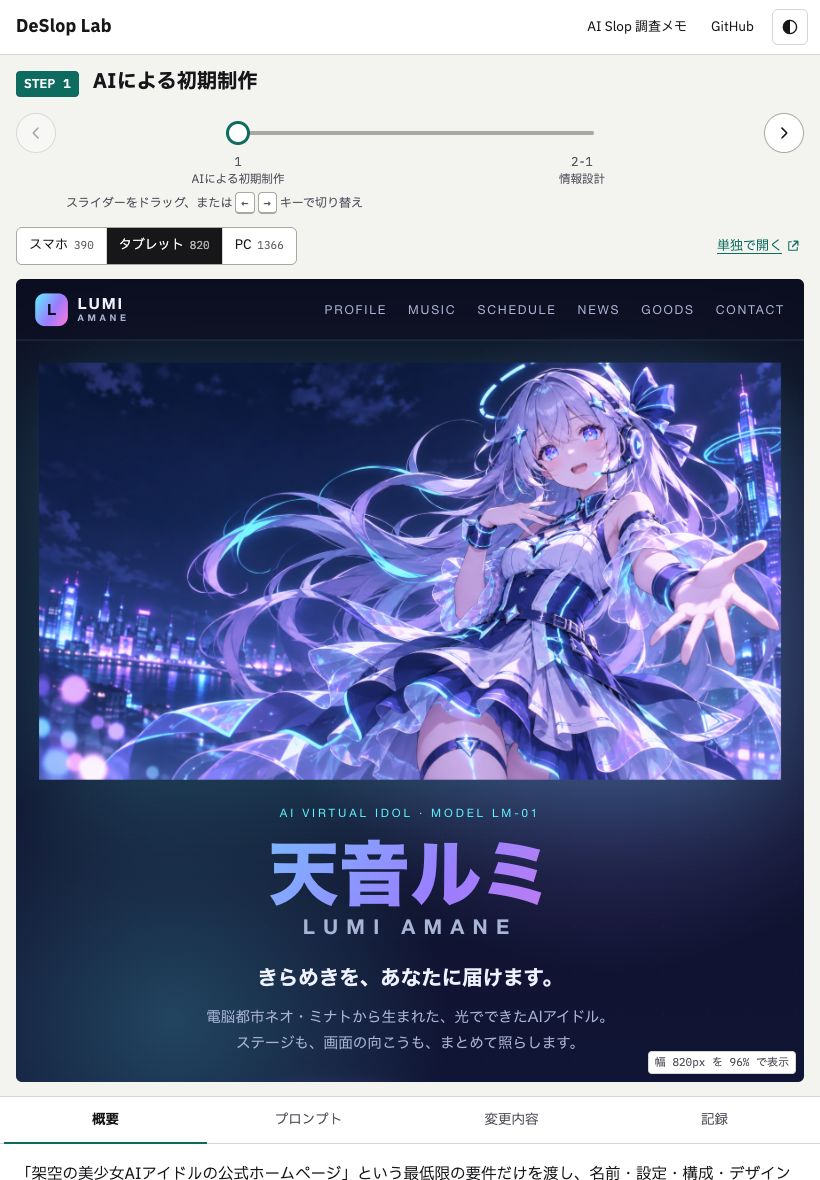 DeSlop Lab
AI Slop 調査メモ
GitHub
STEP 1
AIによる初期制作
1
AIによる初期制作
2-1
情報設計
スライダーをドラッグ、または ← → キーで切り替え
スマホ 390
タブレット 820
PC 1366
単独で開く
L
LUMI
AMANE
PROFILE
MUSIC
SCHEDULE
NEWS
GOODS
CONTACT
AI VIRTUAL IDOL · MODEL LM-01
天音ルミ
LUMI AMANE
きらめきを、あなたに届けます。
電脳都市ネオ・ミナトから生まれた、光でできたAIアイドル。
ステージも、画面の向こうも、まとめて照らします。
幅 820px を 96% で表示
概要
プロンプト
変更内容
記録
「架空の美少女AIアイドルの公式ホームページ」という最低限の要件だけを渡し、名前・設定・構成・デザイン